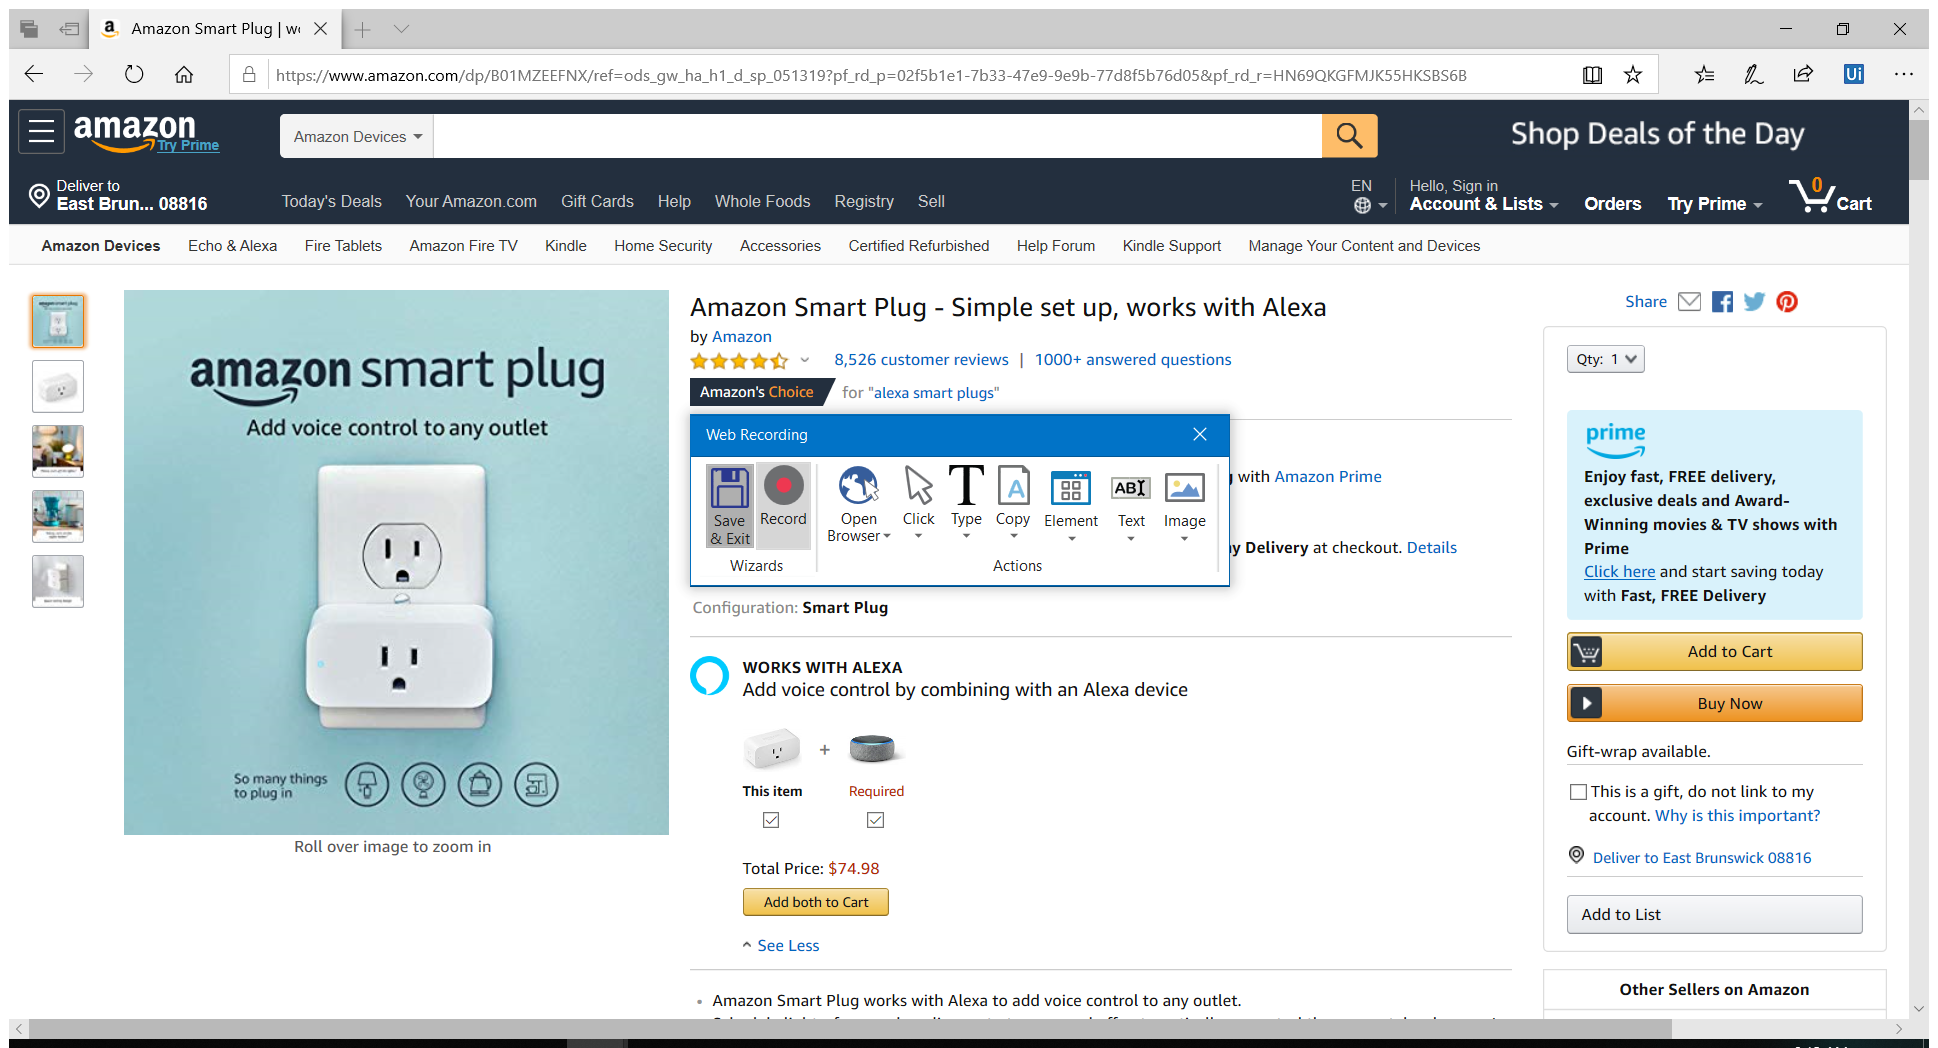 Amazon Smart Plug | w
https://www.amazon.com/dp/B01MZEEFNX/ref=ods_gw_ha_h1_d_sp_051319?pf_rd_p=02f5b1e1-7b33-47e9-9e9b-77d8f5b76d05&pf_rd_r=HN69QKGFMJK55HKSBS6B
Ui
amazon
Try Prime
Amazon Devices
Shop Deals of the Day
Deliver to
East Brun... 08816
Today's Deals Your Amazon.com Gift Cards Help Whole Foods Registry Sell
EN
Hello, Sign in
Account & Lists Orders Try Prime 0 Cart
Amazon Devices Echo & Alexa Fire Tablets Amazon Fire TV Kindle Home Security Accessories Certified Refurbished Help Forum Kindle Support Manage Your Content and Devices
amazon smart plug
Add voice control to any outlet
So many things
to plug in
Roll over image to zoom in
Amazon Smart Plug - Simple set up, works with Alexa
by Amazon
8,526 customer reviews | 1000+ answered questions
Amazon's Choice for "alexa smart plugs"
Web Recording
Save
& Exit
Record
Wizards
Open
Browser
Click
Type
Copy
Element
ABI
Text
Image
Actions
with Amazon Prime
y Delivery at checkout. Details
Configuration: Smart Plug
WORKS WITH ALEXA
Add voice control by combining with an Alexa device
+
This item Required
Total Price: $74.98
Add both to Cart
See Less
Amazon Smart Plug works with Alexa to add voice control to any outlet.
Share
Qty: 1
prime
Enjoy fast, FREE delivery,
exclusive deals and Award-
Winning movies & TV shows with
Prime
Click here and start saving today
with Fast, FREE Delivery
Add to Cart
Buy Now
Gift-wrap available.
This is a gift, do not link to my
account. Why is this important?
Deliver to East Brunswick 08816
Add to List
Other Sellers on Amazon